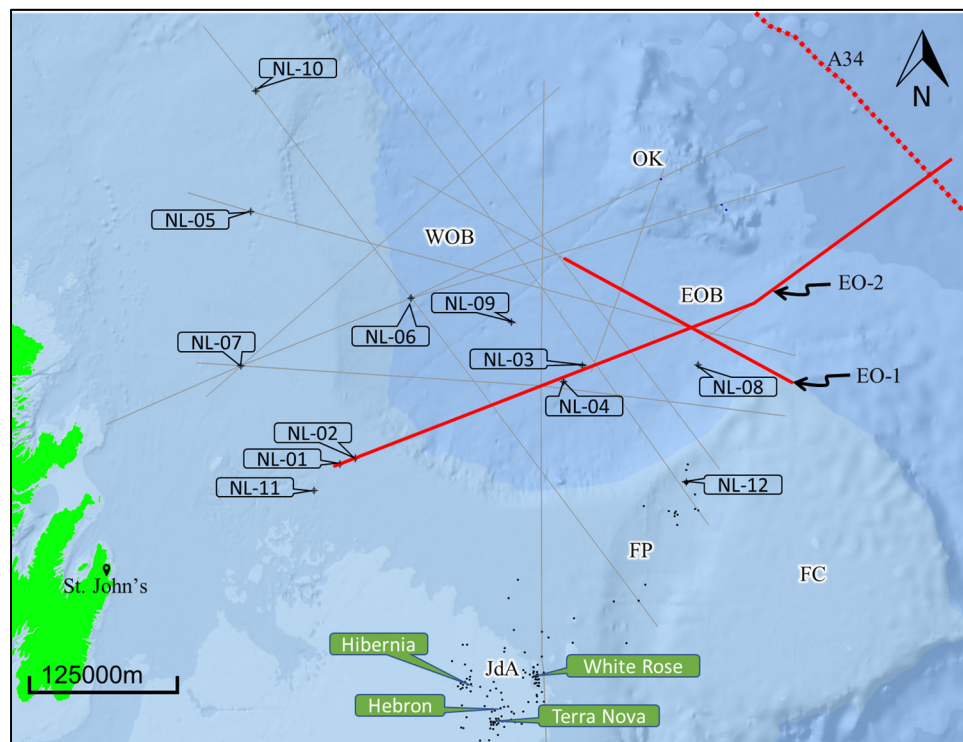 A34
N
NL-10
OK
NL-05
WOB
EO-2
EOB
NL-09
NL-06
NL-07
NL-03
NL-08
EO-1
NL-04
NL-02
NL-01
NL-11
NL-12
FP
FC
St. John's
Hibernia
JdA
White Rose
125000m
Hebron
Terra Nova